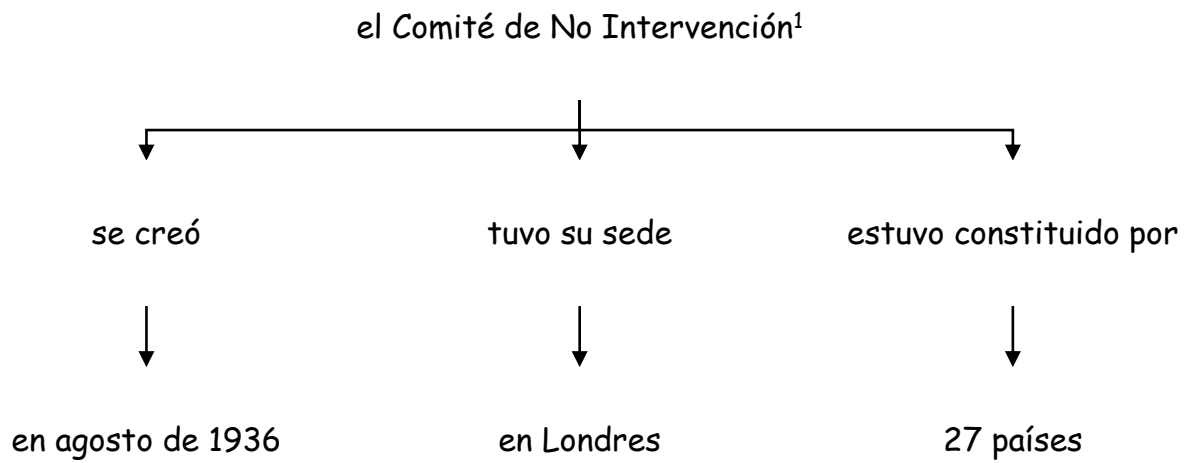 el Comité de No Intervención¹
se creó
tuvo su sede
estuvo constituido por
en agosto de 1936
en Londres
27 países